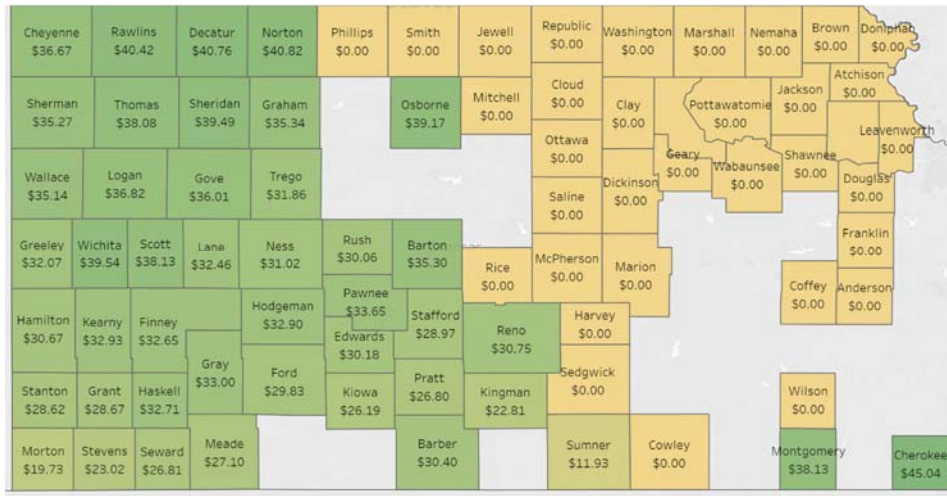 Cheyenne
$36.67
Rawlins
$40.42
Decatur
$40.76
Norton
$40.82
Phillips
$0.00
Smith
$0.00
Jewell
$0.00
Republic
$0.00
Washington
$0.00
Marshall
$0.00
Nemaha
$0.00
Brown
$0.00
Doniphan
$0.00
Sherman
$35.27
Thomas
$38.08
Sheridan
$39.49
Graham
$35.34
Osborne
$39.17
Mitchell
$0.00
Cloud
$0.00
Clay
$0.00
Pottawatomie
$0.00
Jackson
$0.00
Atchison
$0.00
Leavenworth
$0.00
Wallace
$35.14
Logan
$36.82
Gove
$36.01
Trego
$31.86
Ottawa
$0.00
Saline
$0.00
Dickinson
$0.00
Geary
$0.00
Wabaunsee
$0.00
Shawnee
$0.00
Douglas
$0.00
Greeley
$32.07
Wichita
$39.54
Scott
$38.13
Lane
$32.46
Ness
$31.02
Rush
$30.06
Barton
$35.30
Rice
$0.00
McPherson
$0.00
Marion
$0.00
Franklin
$0.00
Coffey
$0.00
Anderson
$0.00
Hamilton
$30.67
Kearny
$32.93
Finney
$32.65
Hodgeman
$32.90
Pawnee
$33.65
Stafford
$28.97
Edwards
$30.18
Reno
$30.75
Harvey
$0.00
Gray
$33.00
Ford
$29.83
Sedgwick
$0.00
Stanton
$28.62
Grant
$28.67
Haskell
$32.71
Kiowa
$26.19
Pratt
$26.80
Kingman
$22.81
Wilson
$0.00
Morton
$19.73
Stevens
$23.02
Seward
$26.81
Meade
$27.10
Barber
$30.40
Sumner
$11.93
Cowley
$0.00
Montgomery
$38.13
Cherokee
$45.04